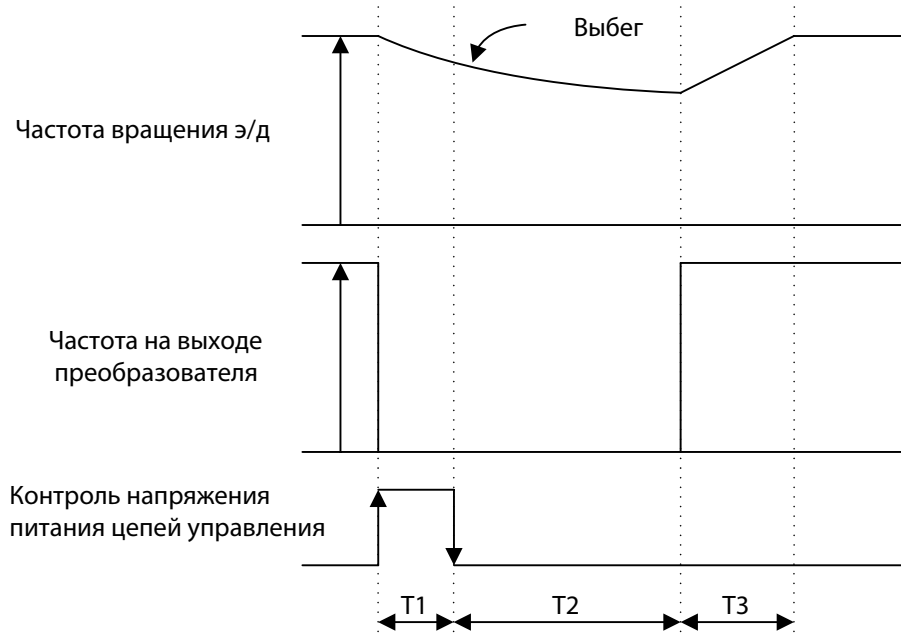 Выбег
Частота вращения э/д
Частота на выходе
преобразователя
Контроль напряжения
питания цепей управления
T1
T2
T3